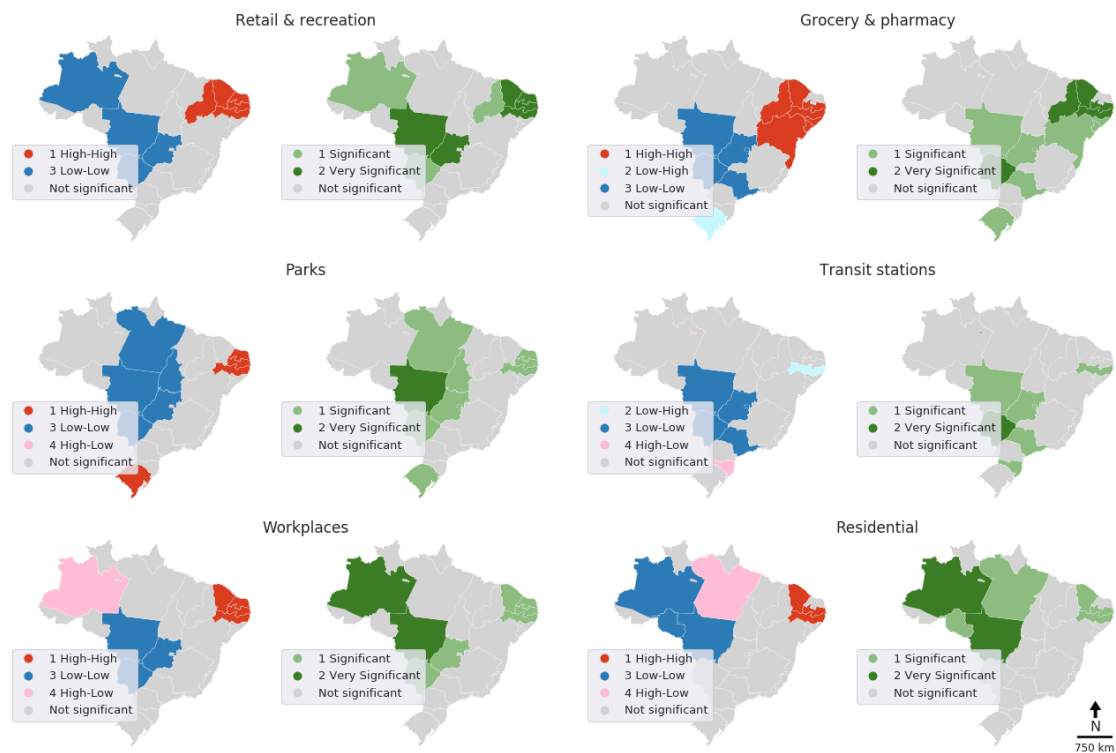 Retail & recreation
1 High-High
3 Low-Low
Not significant
1 Significant
2 Very Significant
Not significant
Grocery & pharmacy
1 High-High
2 Low-High
3 Low-Low
Not significant
1 Significant
2 Very Significant
Not significant
Parks
1 High-High
3 Low-Low
4 High-Low
Not significant
1 Significant
2 Very Significant
Not significant
Transit stations
2 Low-High
3 Low-Low
4 High-Low
Not significant
1 Significant
2 Very Significant
Not significant
Workplaces
1 High-High
3 Low-Low
4 High-Low
Not significant
1 Significant
2 Very Significant
Not significant
Residential
1 High-High
3 Low-Low
4 High-Low
Not significant
1 Significant
2 Very Significant
Not significant
N
750 km